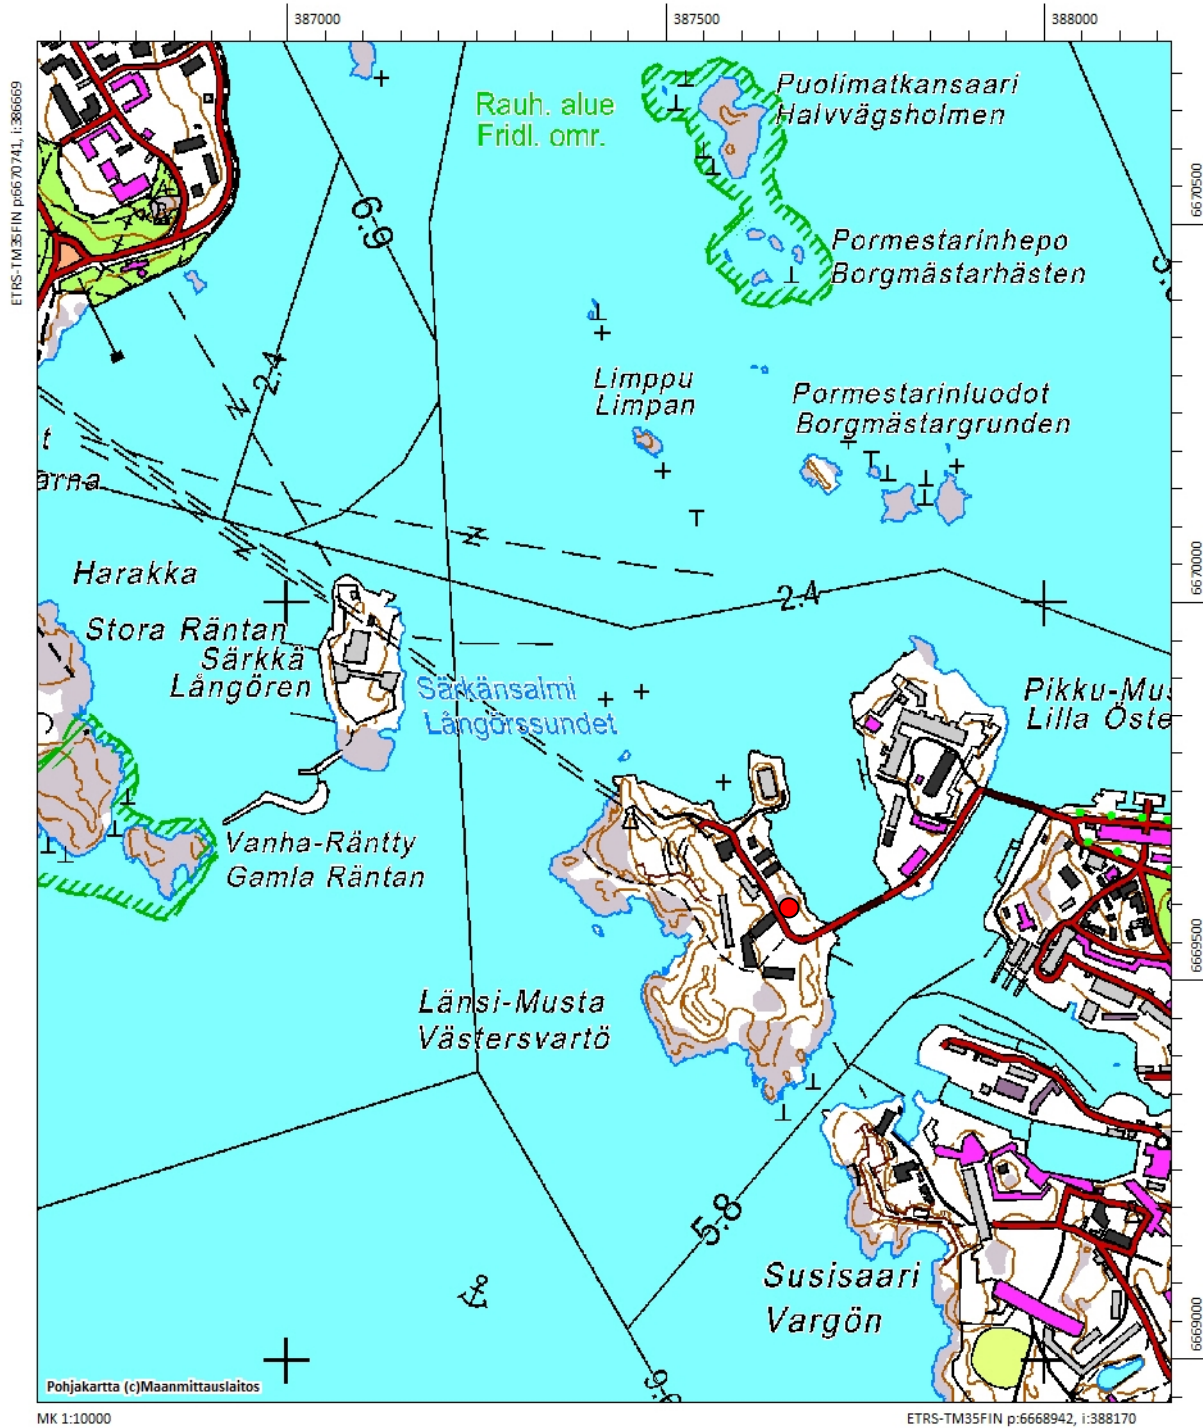 387000
387500
388000
ETRS-TM35FIN p:6670741, i:386669
Rauh. alue
Fridl. omr.
Puolimatkansaari
Halvvägsholmen
6670500
6-9
Pormestarinhepo
Borgmästarhästen
2.4
Limppu
Limpan
Pormestarinluodot
Borgmästargrunden
t
arna
Z
Z
Z
Harakka
2.4
6670000
Stora Räntan
Särkkä
Långören
Särkänsalmi
Långörssundet
Pikku-Mus
Lilla Öste
Vanha-Räntty
Gamla Räntan
6669500
Länsi-Musta
Västersvartö
5-8
Susisaari
Vargön
6669000
Pohjakartta (c)Maanmittauslaitos
MK 1:10000
ETRS-TM35FIN p:6668942, i:388170